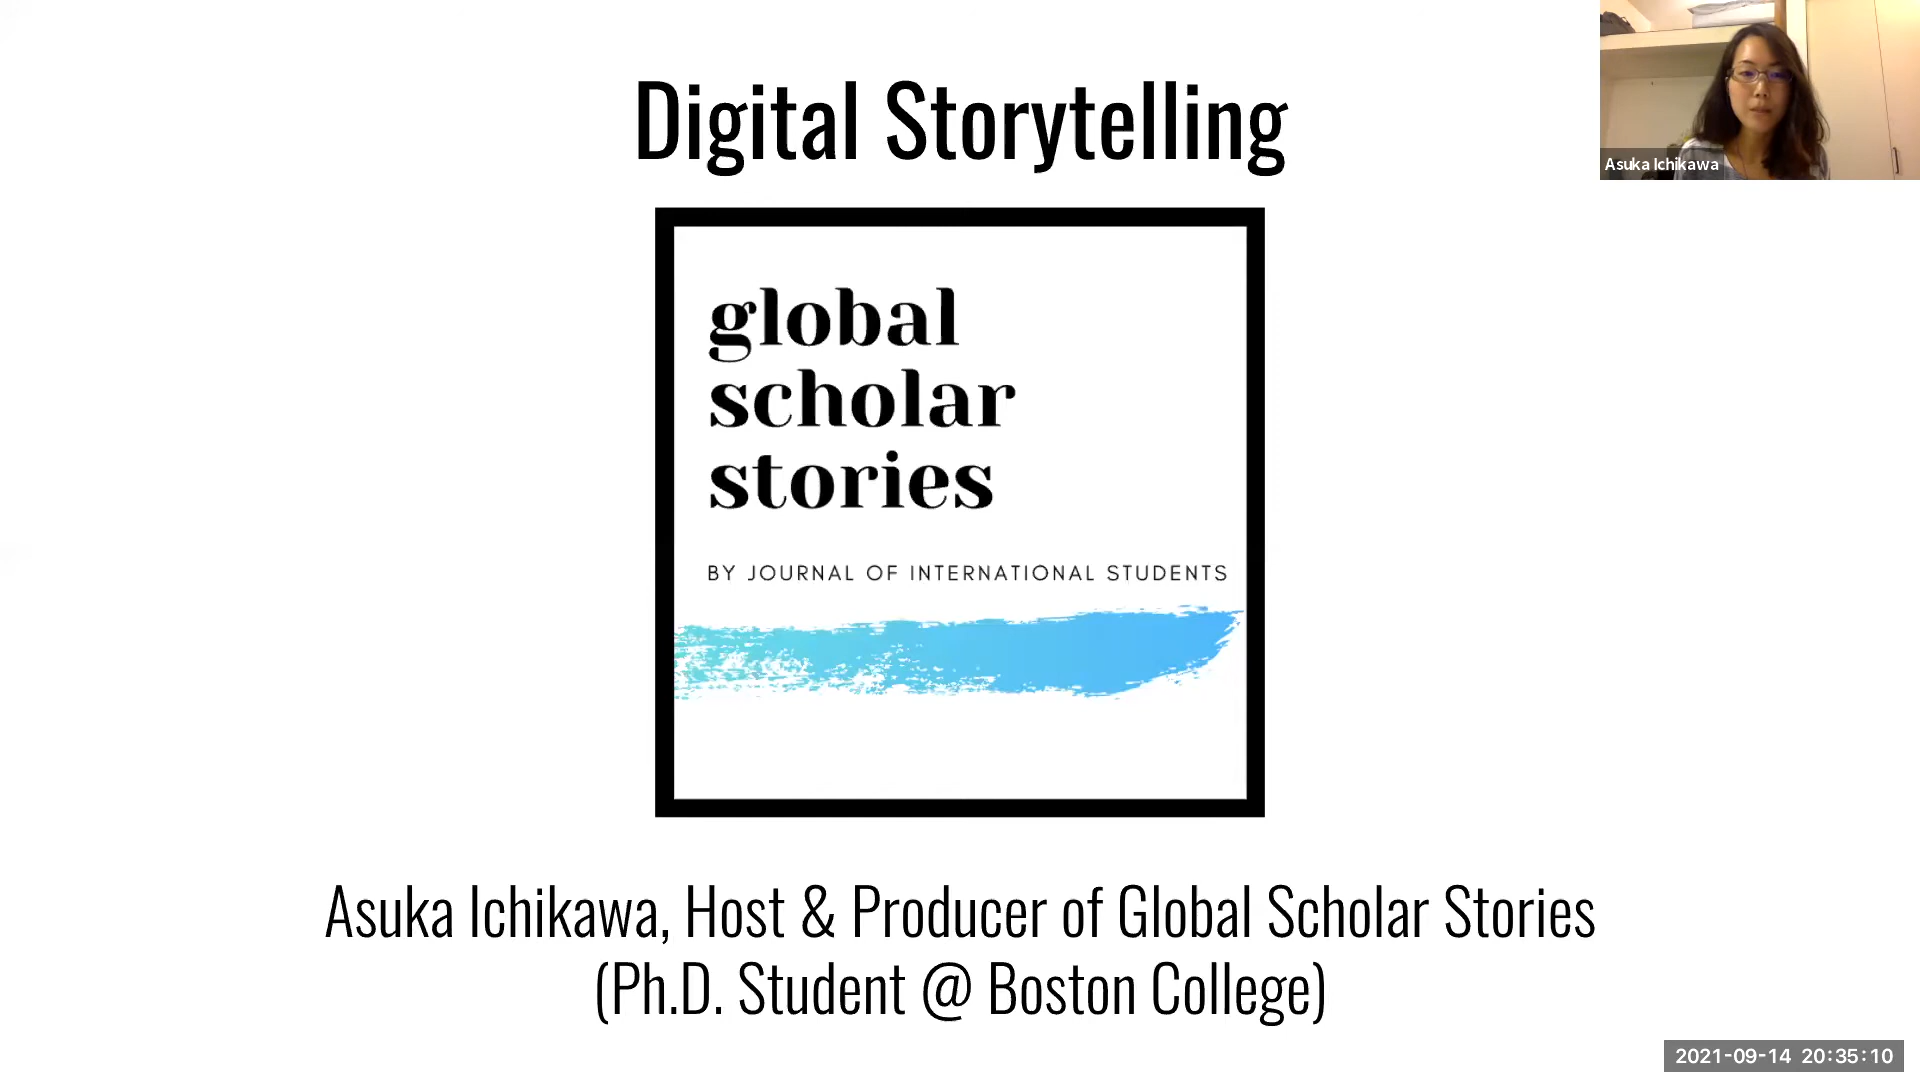 Digital Storytelling
Asuka Ichikawa
global
scholar
stories
BY JOURNAL OF INTERNATIONAL STUDENTS
Asuka Ichikawa, Host & Producer of Global Scholar Stories
(Ph.D. Student @ Boston College)
2021-09-14 20:35:10